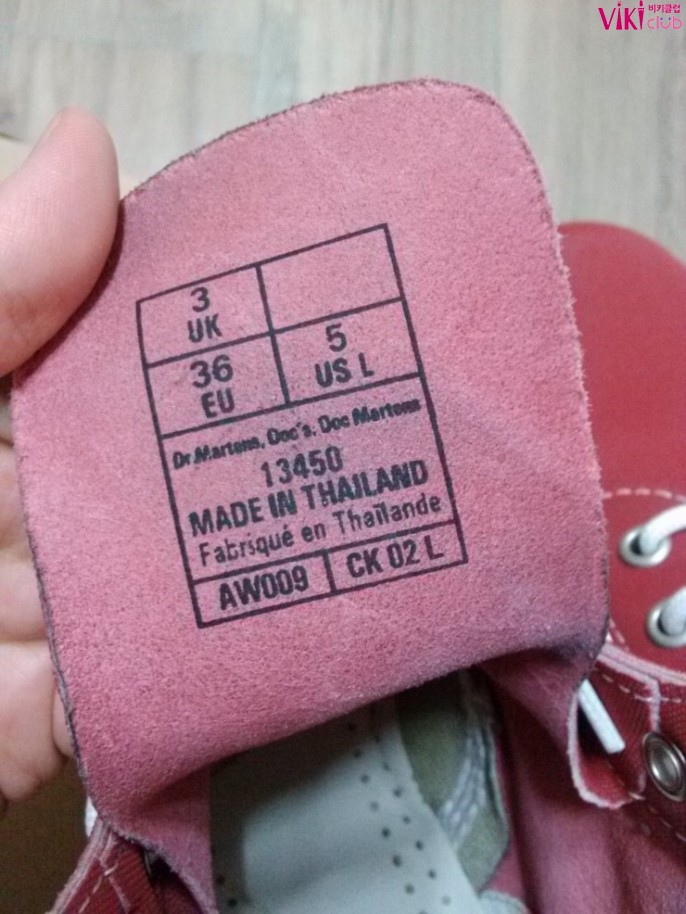 ViKi 비키클럽
club
3
UK
36
EU
5
US L
Dr.Martens, Doc's, Doc Martens
13450
MADE IN THAILAND
Fabriqué en Thaïlande
AW009
CK 02 L